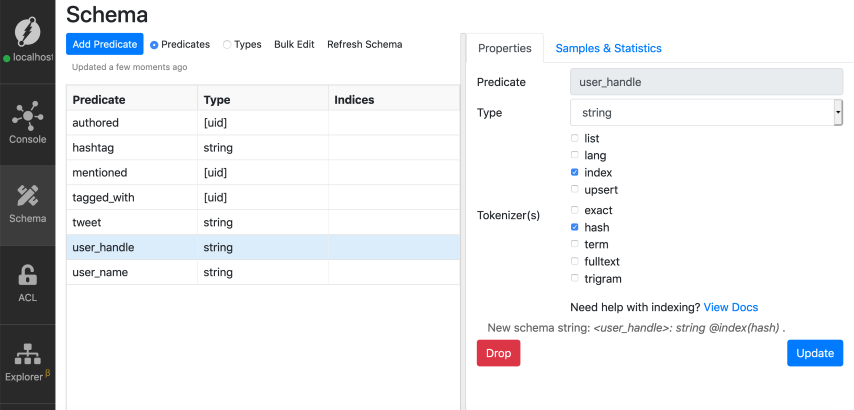 Schema
localhost
Console
Schema
ACL
Explorer β
Add Predicate Predicates Types Bulk Edit Refresh Schema
Updated a few moments ago
Predicate Type Indices
authored [uid]
hashtag string
mentioned [uid]
tagged_with [uid]
tweet string
user_handle string
user_name string
Properties Samples & Statistics
Predicate user_handle
Type string
list
lang
index
upsert
Tokenizer(s) exact
hash
term
fulltext
trigram
Need help with indexing? View Docs
New schema string: <user_handle>: string @index(hash) .
Drop Update